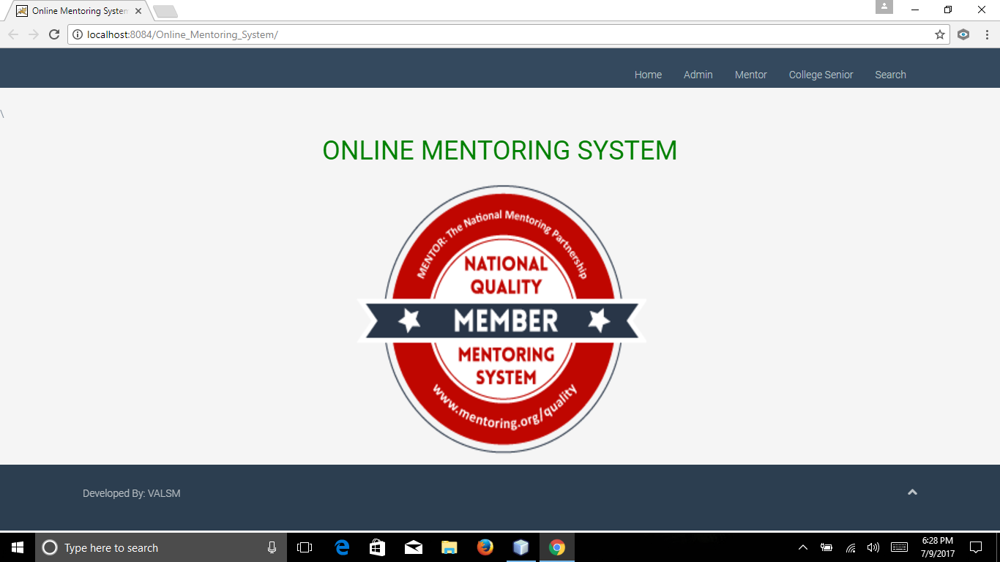 Online Mentoring System
localhost:8084/Online_Mentoring_System/
Home Admin Mentor College Senior Search
\
ONLINE MENTORING SYSTEM
MENTOR: The National Mentoring Partnership
NATIONAL
QUALITY
MEMBER
MENTORING
SYSTEM
www.mentoring.org/quality
Developed By: VALSM
Type here to search
6:28 PM
7/9/2017